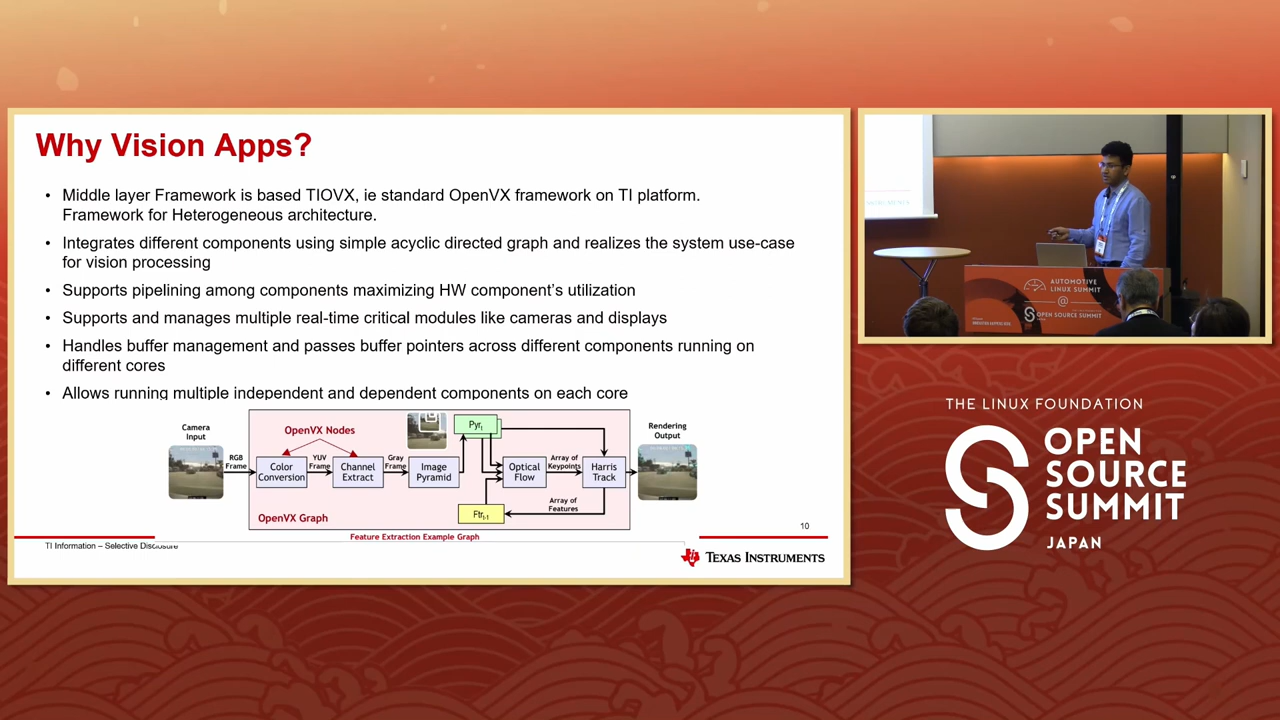 Why Vision Apps?
• Middle layer Framework is based TIOVX, ie standard OpenVX framework on TI platform.
Framework for Heterogeneous architecture.
• Integrates different components using simple acyclic directed graph and realizes the system use-case
for vision processing
• Supports pipelining among components maximizing HW component's utilization
• Supports and manages multiple real-time critical modules like cameras and displays
• Handles buffer management and passes buffer pointers across different components running on
different cores
• Allows running multiple independent and dependent components on each core
Camera
Input
RGB
Frame
OpenVX Nodes
Color
Conversion
YUV
Frame
Channel
Extract
Gray
Frame
Image
Pyramid
Pyr t
Optical
Flow
Array of
Keypoints
Harris
Track
Array of
Features
Ftr t-1
Rendering
Output
OpenVX Graph
Feature Extraction Example Graph
10
TI Information – Selective Disclosure
TEXAS INSTRUMENTS
AUTOMOTIVE
LINUX SUMMIT
@
OPEN SOURCE SUMMIT
THE LINUX FOUNDATION
OPEN
SOURCE
SUMMIT
JAPAN